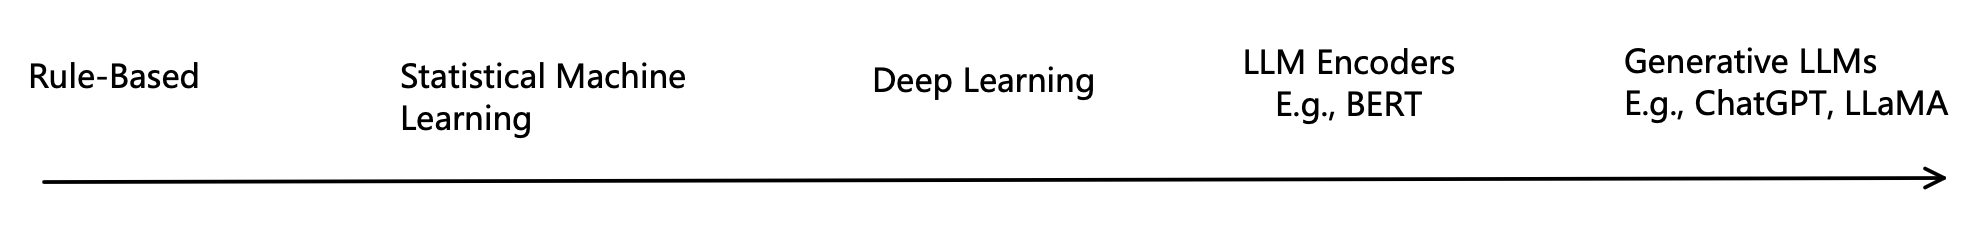 Rule-Based
Statistical Machine
Learning
Deep Learning
LLM Encoders
E.g., BERT
Generative LLMs
E.g., ChatGPT, LLaMA